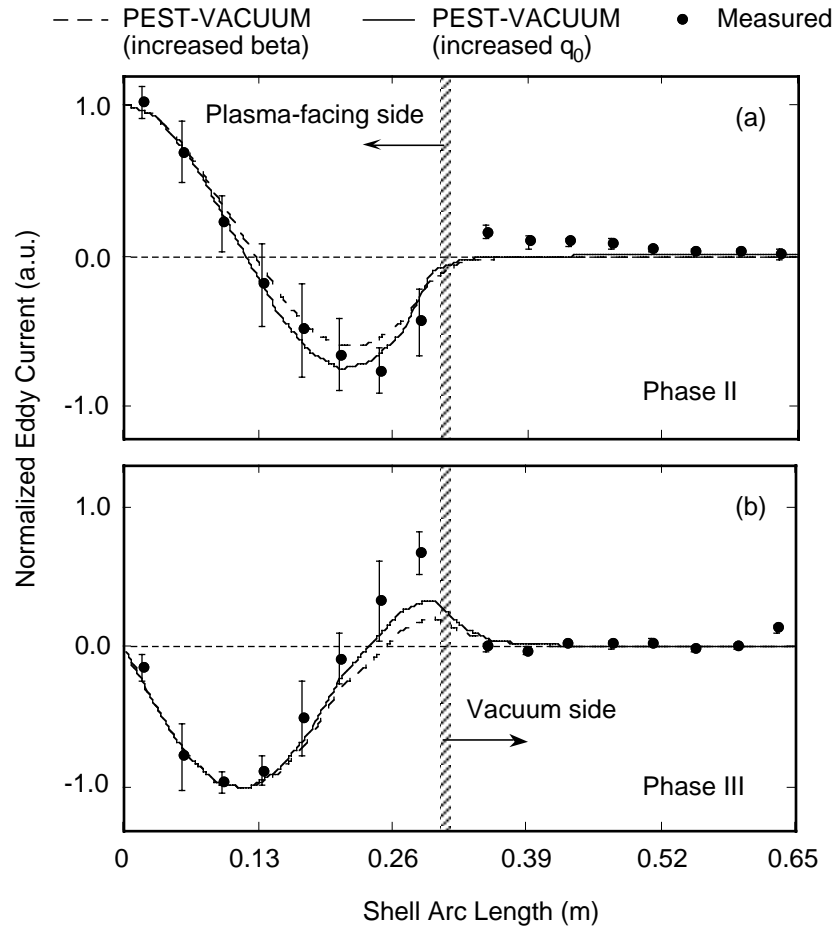 PEST-VACUUM
(increased beta)
PEST-VACUUM
(increased q₀)
Measured
1.0
0.0
-1.0
Plasma-facing side
(a)
Phase II
1.0
0.0
-1.0
(b)
Vacuum side
Phase III
Normalized Eddy Current (a.u.)
0
0.13
0.26
0.39
0.52
0.65
Shell Arc Length (m)